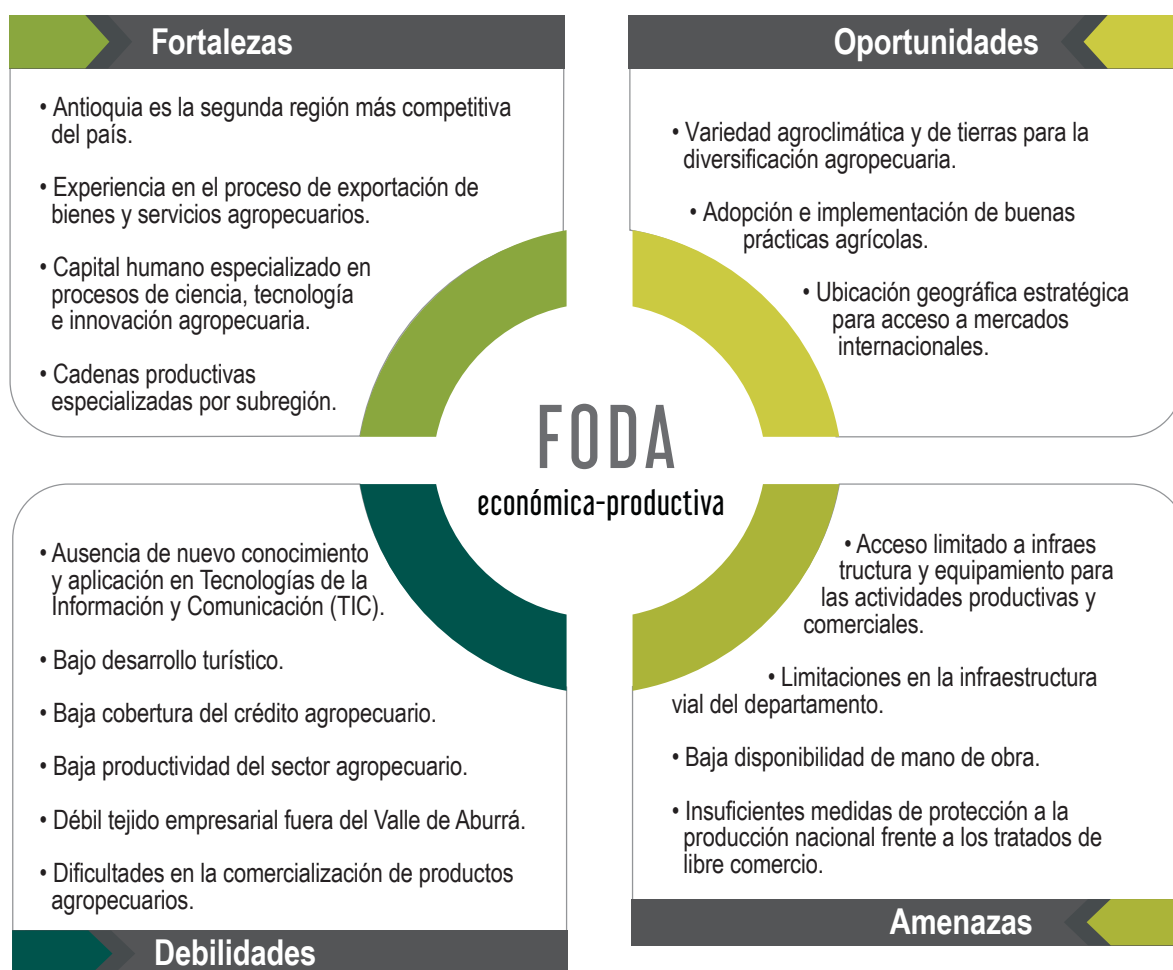 Fortalezas
• Antioquia es la segunda región más competitiva
del país.
• Experiencia en el proceso de exportación de
bienes y servicios agropecuarios.
• Capital humano especializado en
procesos de ciencia, tecnología
e innovación agropecuaria.
• Cadenas productivas
especializadas por subregión.
Oportunidades
• Variedad agroclimática y de tierras para la
diversificación agropecuaria.
• Adopción e implementación de buenas
prácticas agrícolas.
• Ubicación geográfica estratégica
para acceso a mercados
internacionales.
FODA
económica-productiva
• Ausencia de nuevo conocimiento
y aplicación en Tecnologías de la
Información y Comunicación (TIC).
• Bajo desarrollo turístico.
• Baja cobertura del crédito agropecuario.
• Baja productividad del sector agropecuario.
• Débil tejido empresarial fuera del Valle de Aburrá.
• Dificultades en la comercialización de productos
agropecuarios.
Debilidades
• Acceso limitado a infraes
tructura y equipamiento para
las actividades productivas y
comerciales.
• Limitaciones en la infraestructura
vial del departamento.
• Baja disponibilidad de mano de obra.
• Insuficientes medidas de protección a la
producción nacional frente a los tratados de
libre comercio.
Amenazas